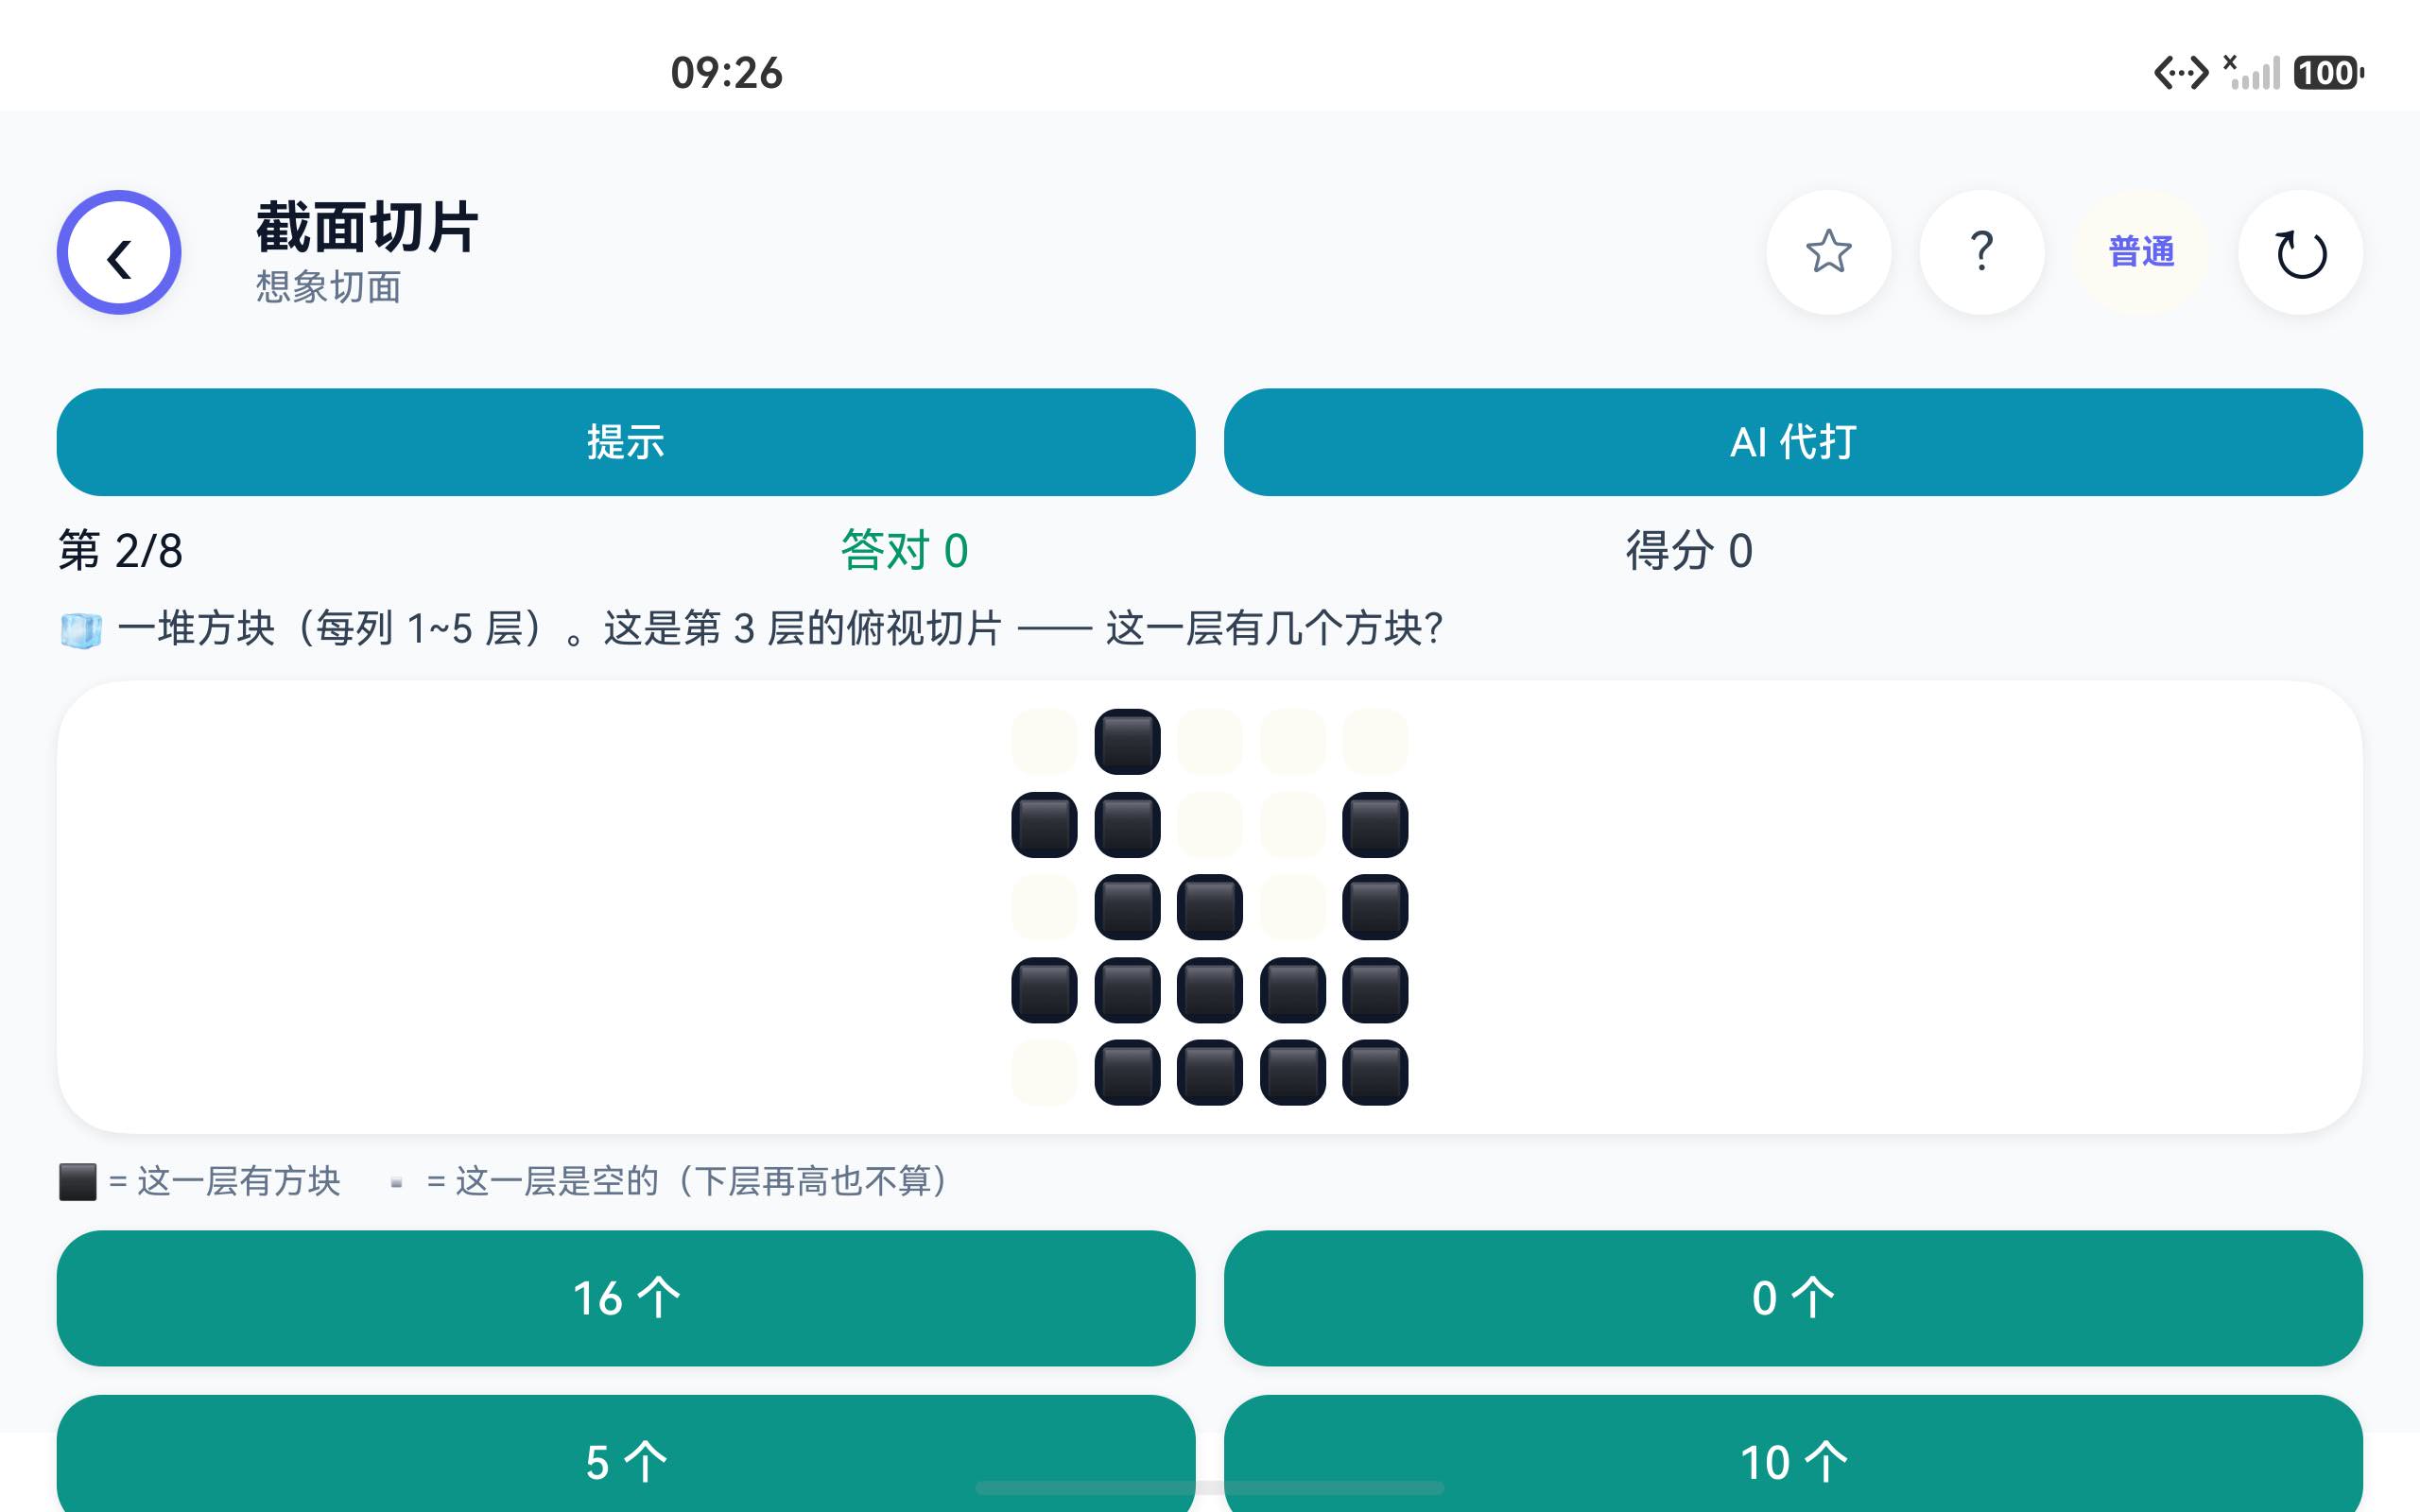 09:26
100
截面切片
想象切面
?
普通
提示
AI 代打
第 2/8
答对 0
得分 0
一堆方块（每列 1~5 层）。这是第 3 层的俯视切片 —— 这一层有几个方块？
= 这一层有方块
= 这一层是空的（下层再高也不算）
16 个
0 个
5 个
10 个